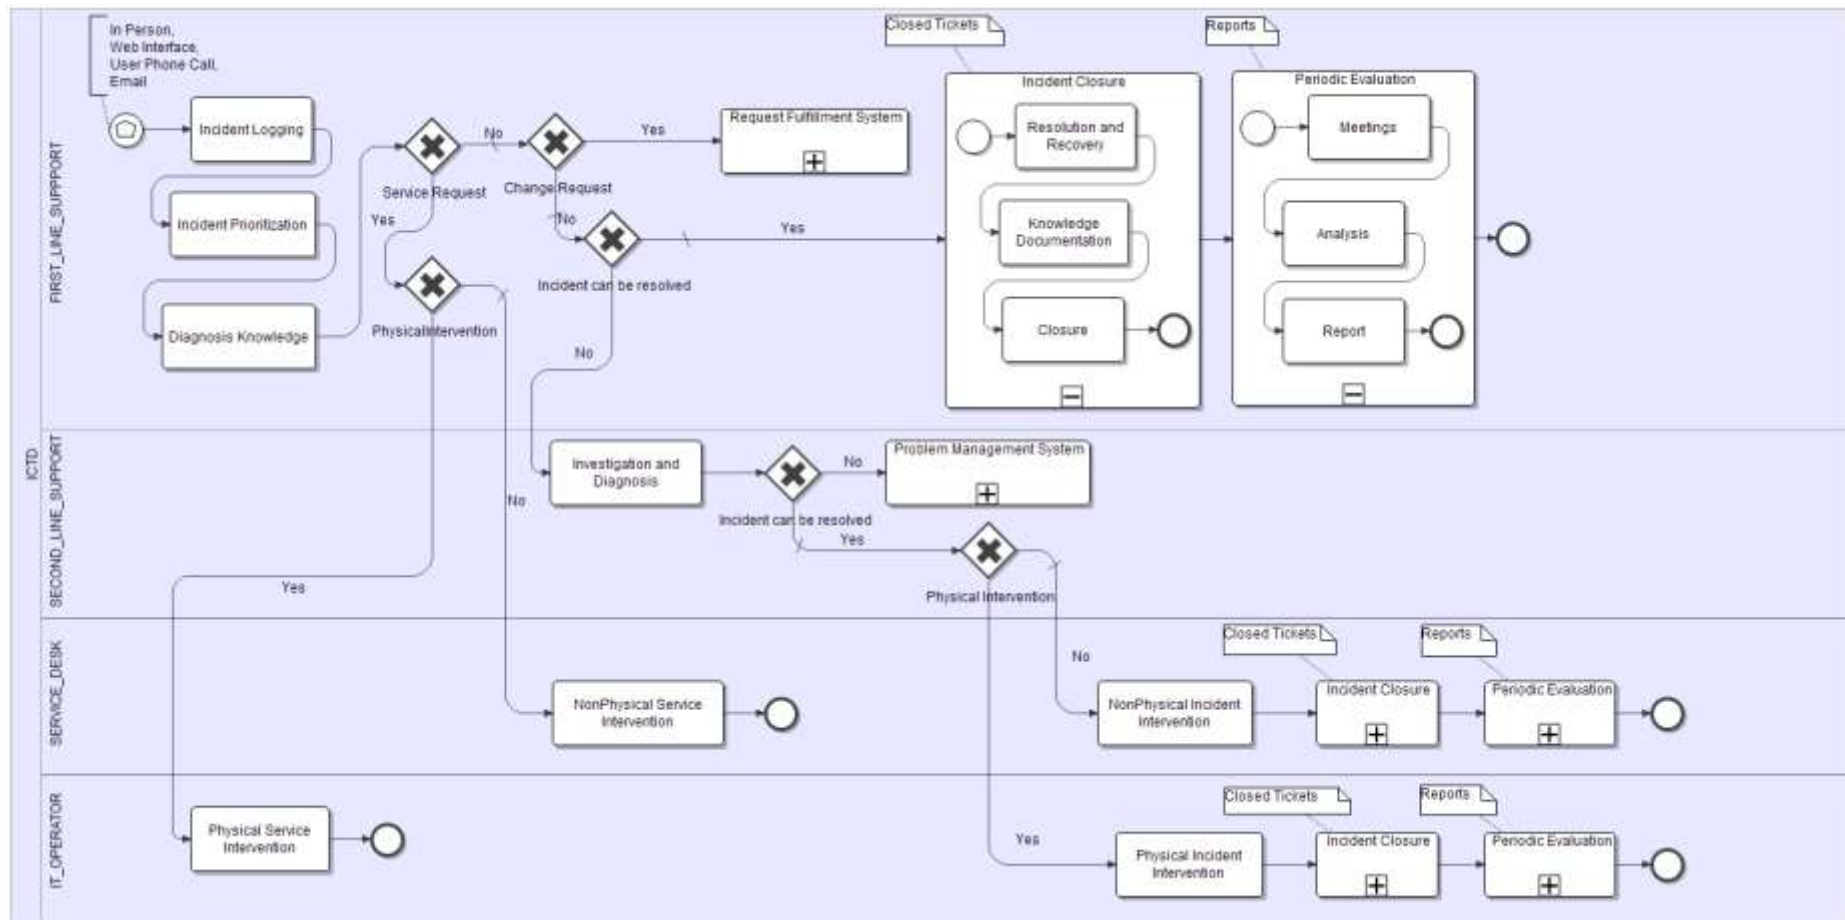 ICTD
FIRST_LINE_SUPPPORT
In Person,
Web Interface,
User Phone Call,
Email
Incident Logging
Incident Prioritization
Diagnosis Knowledge
Service Request
No
Yes
Change Request
Yes
No
Request Fulfillment System
Physical Intervention
Incident can be resolved
Yes
No
Closed Tickets
Incident Closure
Resolution and
Recovery
Knowledge
Documentation
Closure
Reports
Periodic Evaluation
Meetings
Analysis
Report
SECOND_LINE_SUPPORT
Yes
No
Investigation and
Diagnosis
Incident can be resolved
No
Yes
Problem Management System
Physical Intervention
SERVICE_DESK
NonPhysical Service
Intervention
No
NonPhysical Incident
Intervention
Closed Tickets
Incident Closure
Reports
Periodic Evaluation
IT_OPERATOR
Physical Service
Intervention
Yes
Physical Incident
Intervention
Closed Tickets
Incident Closure
Reports
Periodic Evaluation